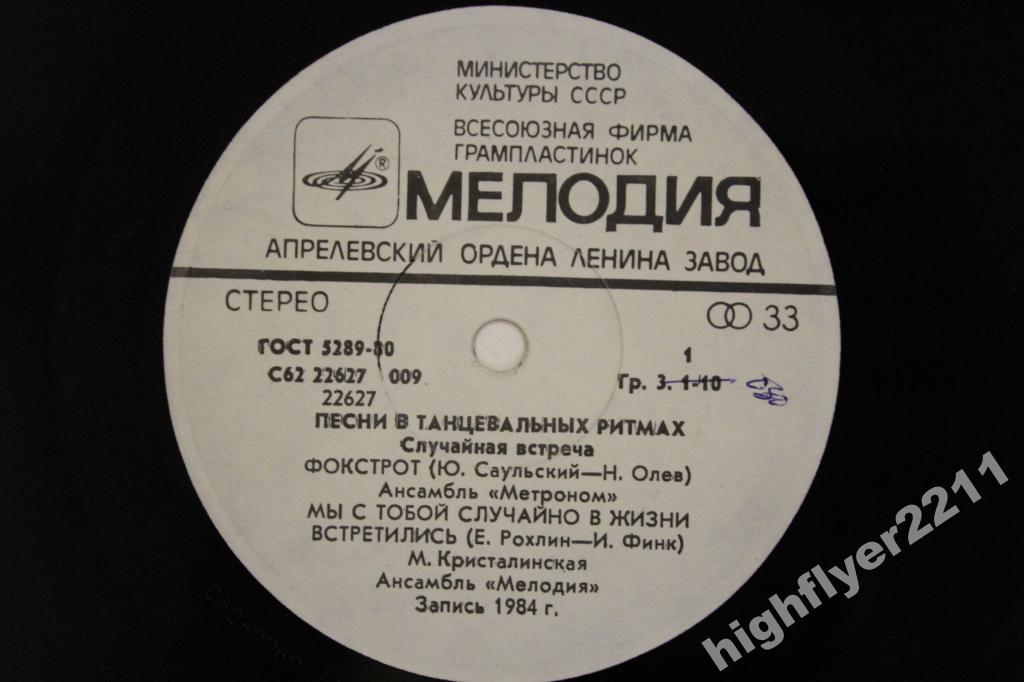 МИНИСТЕРСТВО
КУЛЬТУРЫ СССР
ВСЕСОЮЗНАЯ ФИРМА
ГРАМПЛАСТИНОК
®
МЕЛОДИЯ
АПРЕЛЕВСКИЙ ОРДЕНА ЛЕНИНА ЗАВОД
СТЕРЕО
33
ГОСТ 5289-80
1
С62 22627 009
Гр. 3. 1-10
22627
ПЕСНИ В ТАНЦЕВАЛЬНЫХ РИТМАХ
Случайная встреча
ФОКСТРОТ (Ю. Саульский—Н. Олев)
Ансамбль «Метроном»
МЫ С ТОБОЙ СЛУЧАЙНО В ЖИЗНИ
ВСТРЕТИЛИСЬ (Е. Рохлин—И. Финк)
М. Кристалинская
Ансамбль «Мелодия»
Запись 1984 г.
highflyer2211